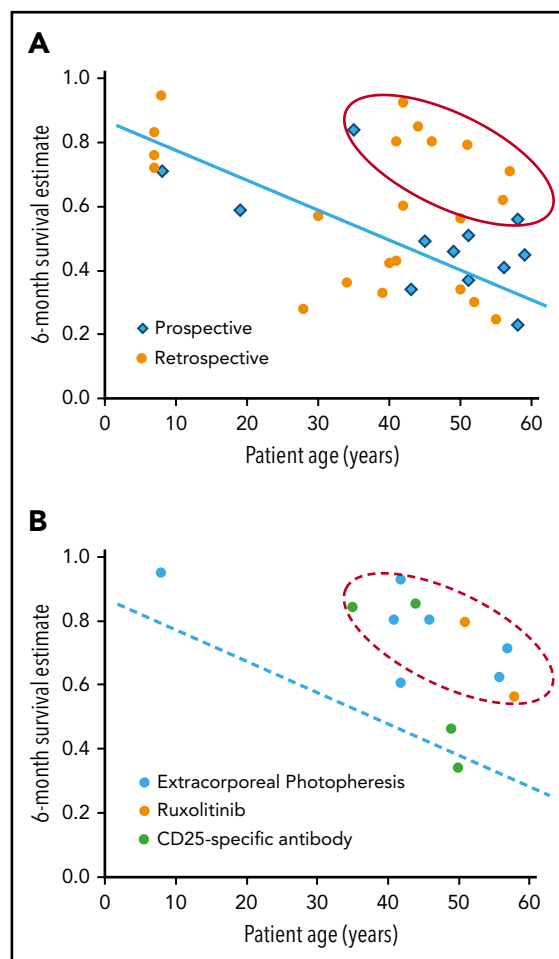 A
1.0
0.8
0.6
0.4
0.2
0.0
6-month survival estimate
Prospective
Retrospective
0 10 20 30 40 50 60
Patient age (years)
B
1.0
0.8
0.6
0.4
0.2
0.0
6-month survival estimate
Extracorporeal Photopheresis
Ruxolitinib
CD25-specific antibody
0 10 20 30 40 50 60
Patient age (years)